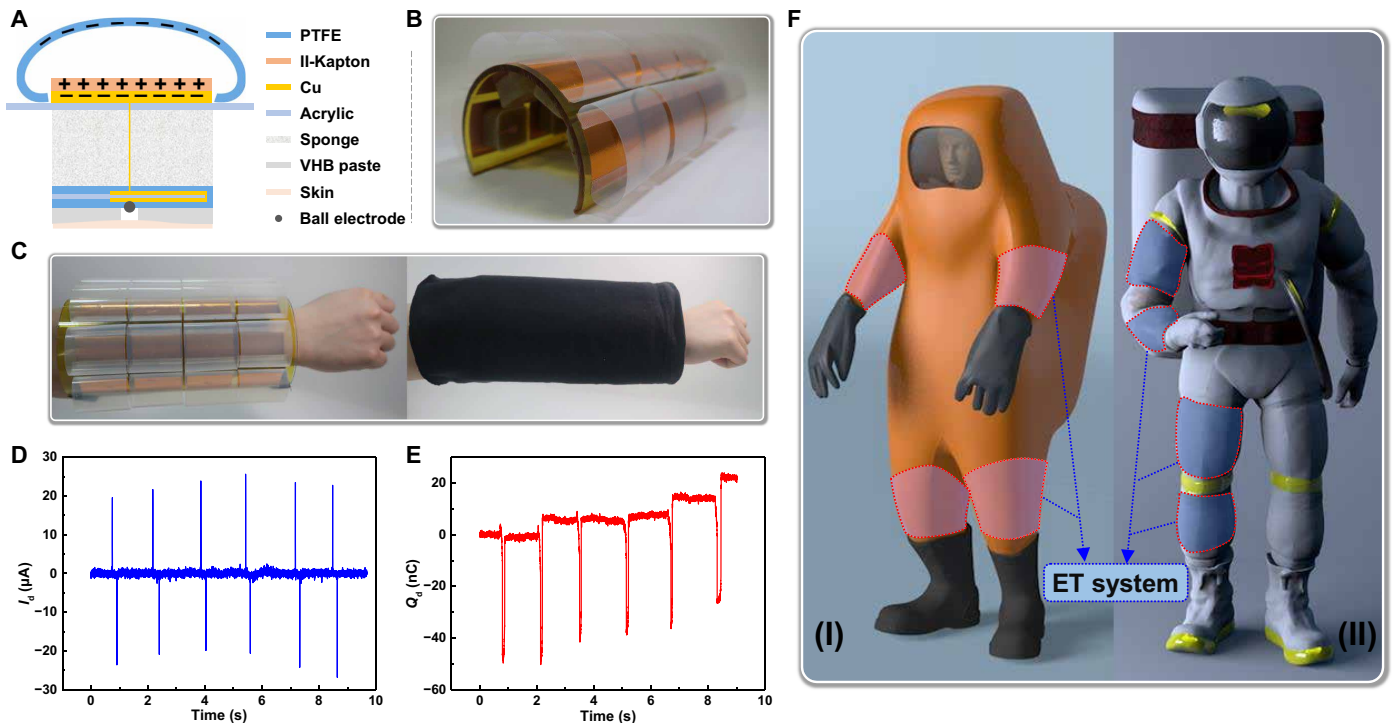 A
+ + + + + + + +
PTFE
II-Kapton
Cu
Acrylic
Sponge
VHB paste
Skin
Ball electrode
B
C
D
30
20
10
0
−10
−20
−30
I_d (μA)
0 2 4 6 8 10
Time (s)
E
40
20
0
−20
−40
−60
Q_d (nC)
0 2 4 6 8 10
Time (s)
F
ET system
(I)
(II)